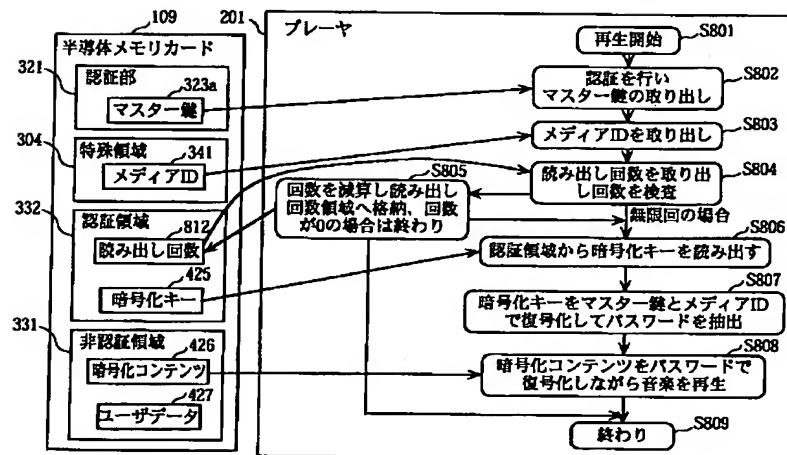 109
半導体メモリカード
321
認証部
323a
マスター鍵
304
特殊領域
341
メディアID
332
認証領域
812
読み出し回数
425
暗号化キー
331
非認証領域
426
暗号化コンテンツ
427
ユーザデータ
201
プレーヤ
再生開始
S801
認証を行い
マスター鍵の取り出し
S802
メディアIDを取り出し
S803
読み出し回数を取り出
し回数を検査
S804
S805
回数を減算し読み出し
回数領域へ格納、回数
が0の場合は終わり
無限回の場合
S806
認証領域から暗号化キーを読み出す
S807
暗号化キーをマスター鍵とメディアID
で復号化してパスワードを抽出
S808
暗号化コンテンツをパスワードで
復号化しながら音楽を再生
終わり
S809